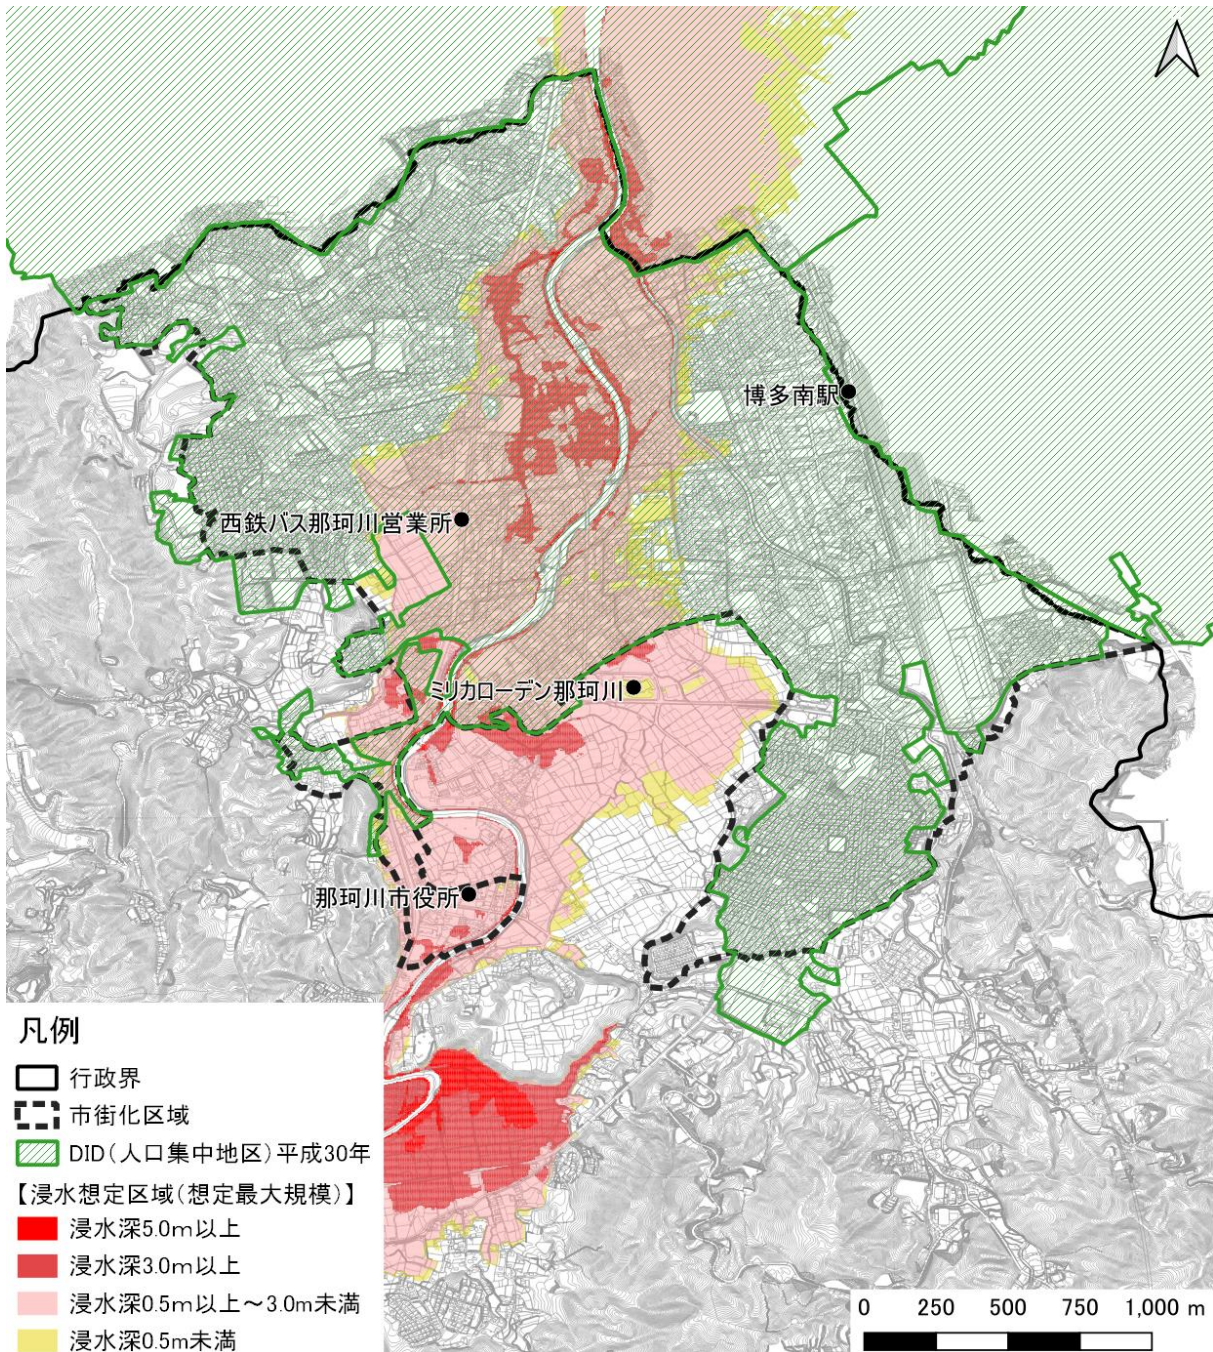 博多南駅
西鉄バス那珂川営業所
ミリカローデン那珂川
那珂川市役所
凡例
行政界
市街化区域
DID(人口集中地区)平成30年
【浸水想定区域(想定最大規模)】
浸水深5.0m以上
浸水深3.0m以上
浸水深0.5m以上～3.0m未満
浸水深0.5m未満
0 250 500 750 1,000 m